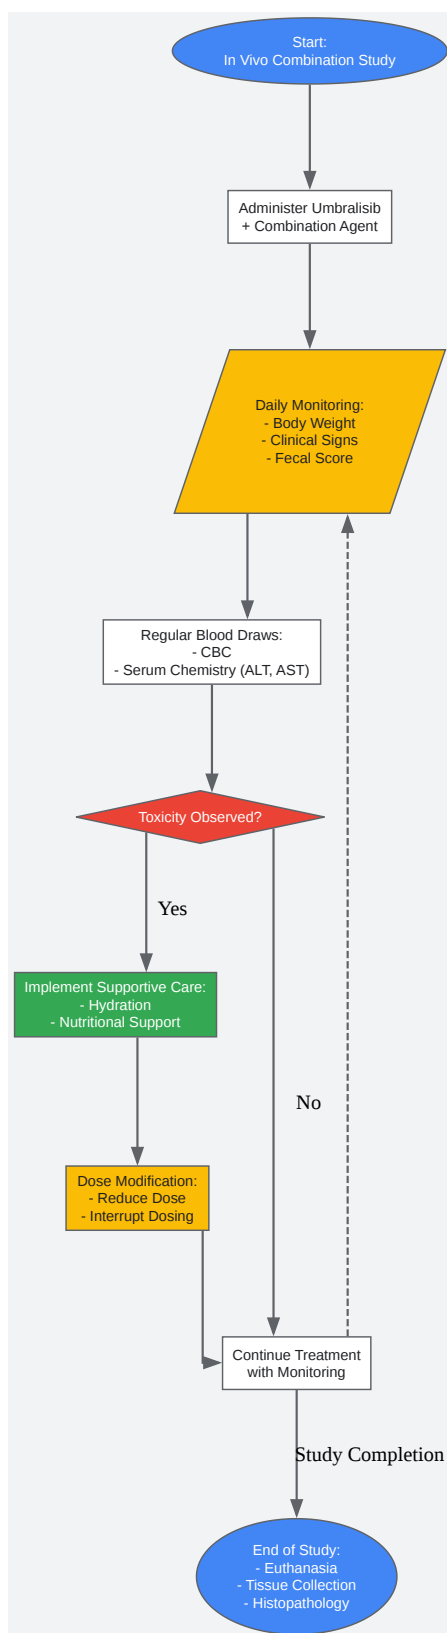 Start:
In Vivo Combination Study
Administer Umbralisib
+ Combination Agent
Daily Monitoring:
- Body Weight
- Clinical Signs
- Fecal Score
Regular Blood Draws:
- CBC
- Serum Chemistry (ALT, AST)
Toxicity Observed?
Yes
Implement Supportive Care:
- Hydration
- Nutritional Support
No
Dose Modification:
- Reduce Dose
- Interrupt Dosing
Continue Treatment
with Monitoring
Study Completion
End of Study:
- Euthanasia
- Tissue Collection
- Histopathology